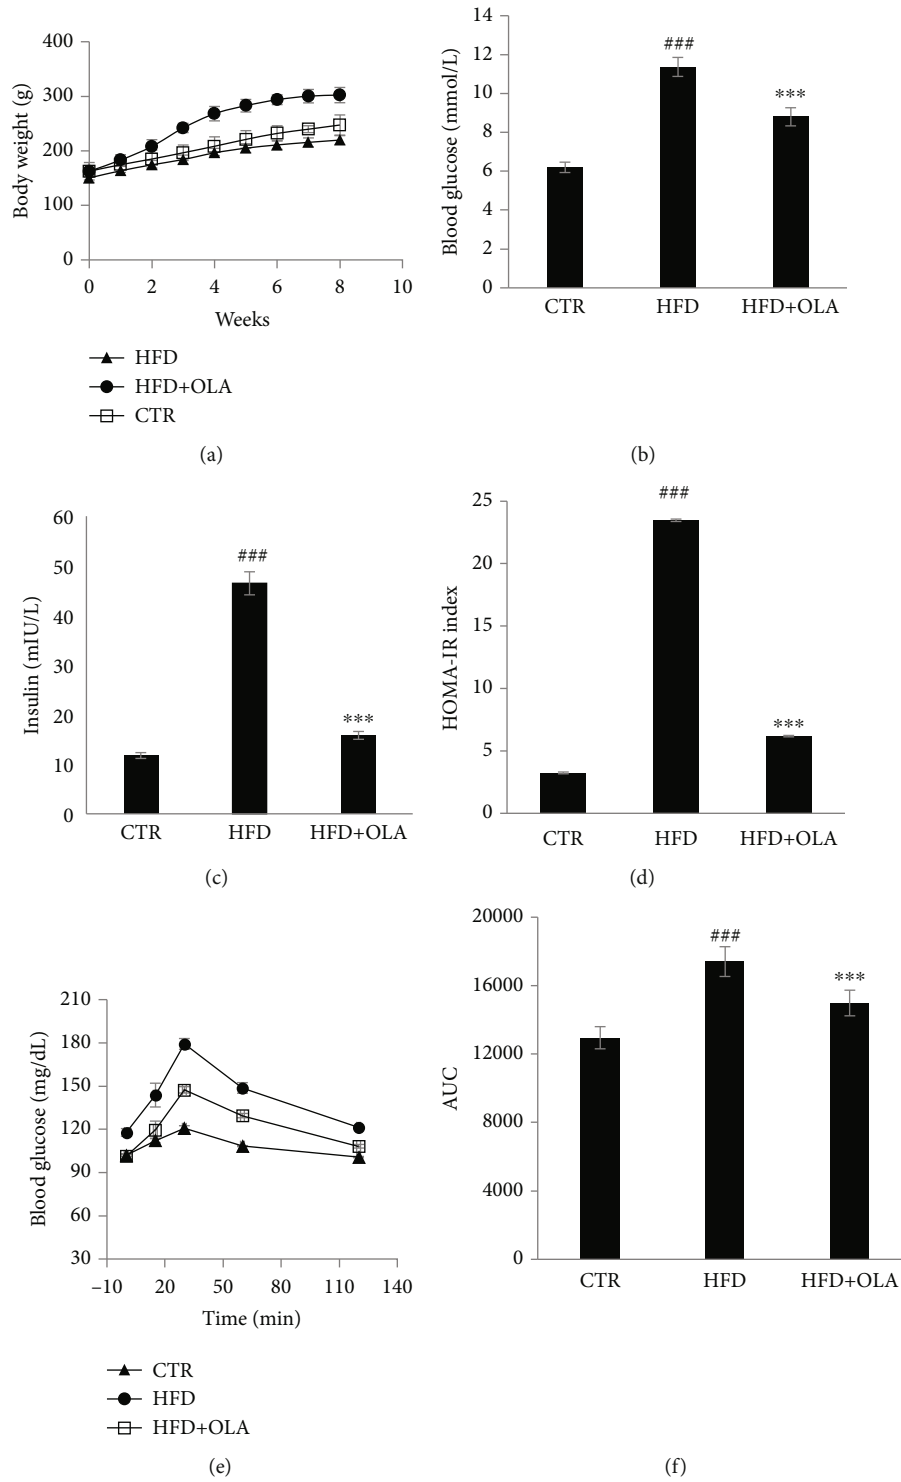 400
300
200
100
0
Body weight (g)
0 2 4 6 8 10
Weeks
HFD
HFD+OLA
CTR
(a)
14
12
10
8
6
4
2
0
Blood glucose (mmol/L)
###
***
CTR HFD HFD+OLA
(b)
60
50
40
30
20
10
0
Insulin (mIU/L)
###
***
CTR HFD HFD+OLA
(c)
25
20
15
10
5
0
HOMA-IR index
###
***
CTR HFD HFD+OLA
(d)
210
180
150
120
90
60
30
Blood glucose (mg/dL)
−10 20 50 80 110 140
Time (min)
CTR
HFD
HFD+OLA
(e)
20000
16000
12000
8000
4000
0
AUC
###
***
CTR HFD HFD+OLA
(f)